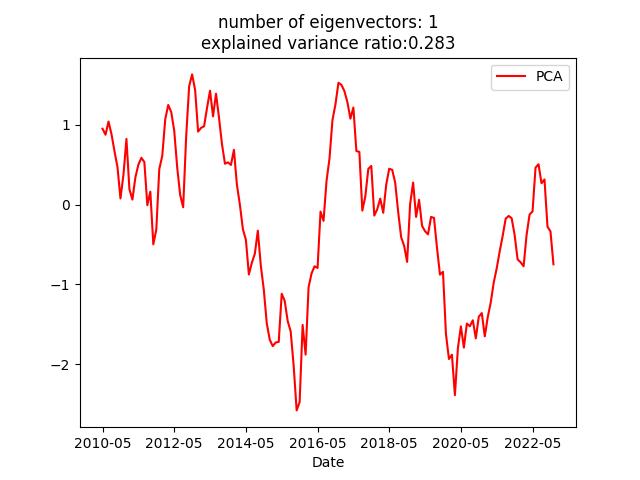 number of eigenvectors: 1
explained variance ratio:0.283
PCA
1
0
−1
−2
2010-05 2012-05 2014-05 2016-05 2018-05 2020-05 2022-05
Date